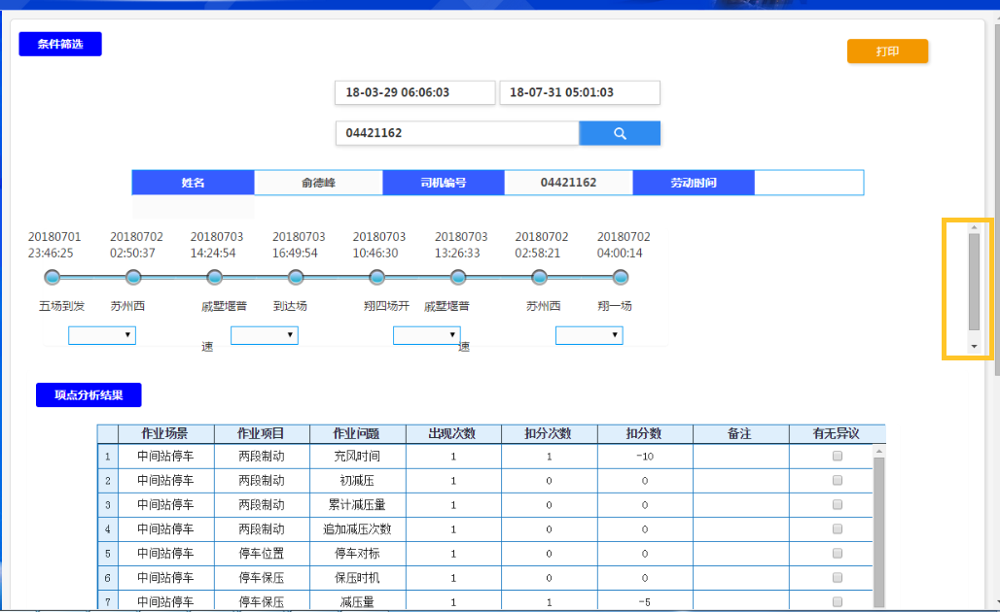 条件筛选
打印
18-03-29 06:06:03 18-07-31 05:01:03
04421162
姓名 俞德峰 司机编号 04421162 劳动时间
20180701 20180702 20180703 20180703 20180703 20180703 20180702 20180702
23:46:25 02:50:37 14:24:54 16:49:54 10:46:30 13:26:33 02:58:21 04:00:14
五场到发 苏州西 戚墅堰普 到达场 翔四场开 戚墅堰普 苏州西 翔一场
速 速
项点分析结果
作业场景 作业项目 作业问题 出现次数 扣分次数 扣分数 备注 有无异议
1 中间站停车 两段制动 充风时间 1 1 -10
2 中间站停车 两段制动 初减压 1 0 0
3 中间站停车 两段制动 累计减压量 1 0 0
4 中间站停车 两段制动 追加减压次数 1 0 0
5 中间站停车 停车位置 停车对标 1 0 0
6 中间站停车 停车保压 保压时机 1 0 0
7 中间站停车 停车保压 减压量 1 1 -5